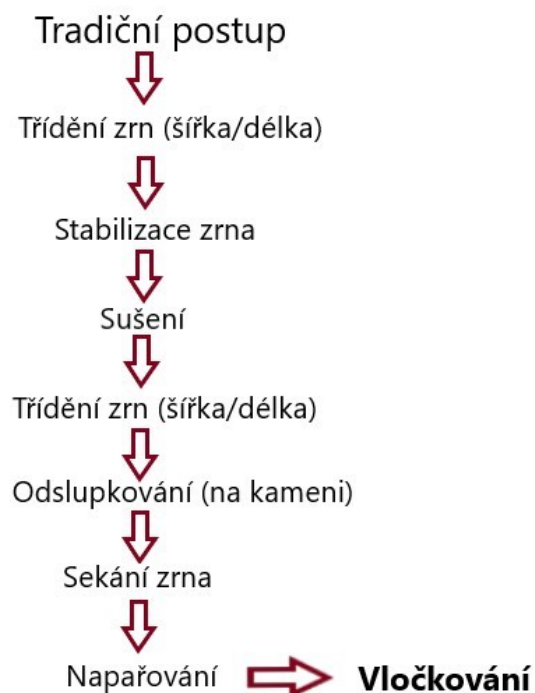 Tradiční postup
Třídění zrn (šířka/délka)
Stabilizace zrna
Sušení
Třídění zrn (šířka/délka)
Odslupkování (na kameni)
Sekání zrna
Napařování
Vločkování